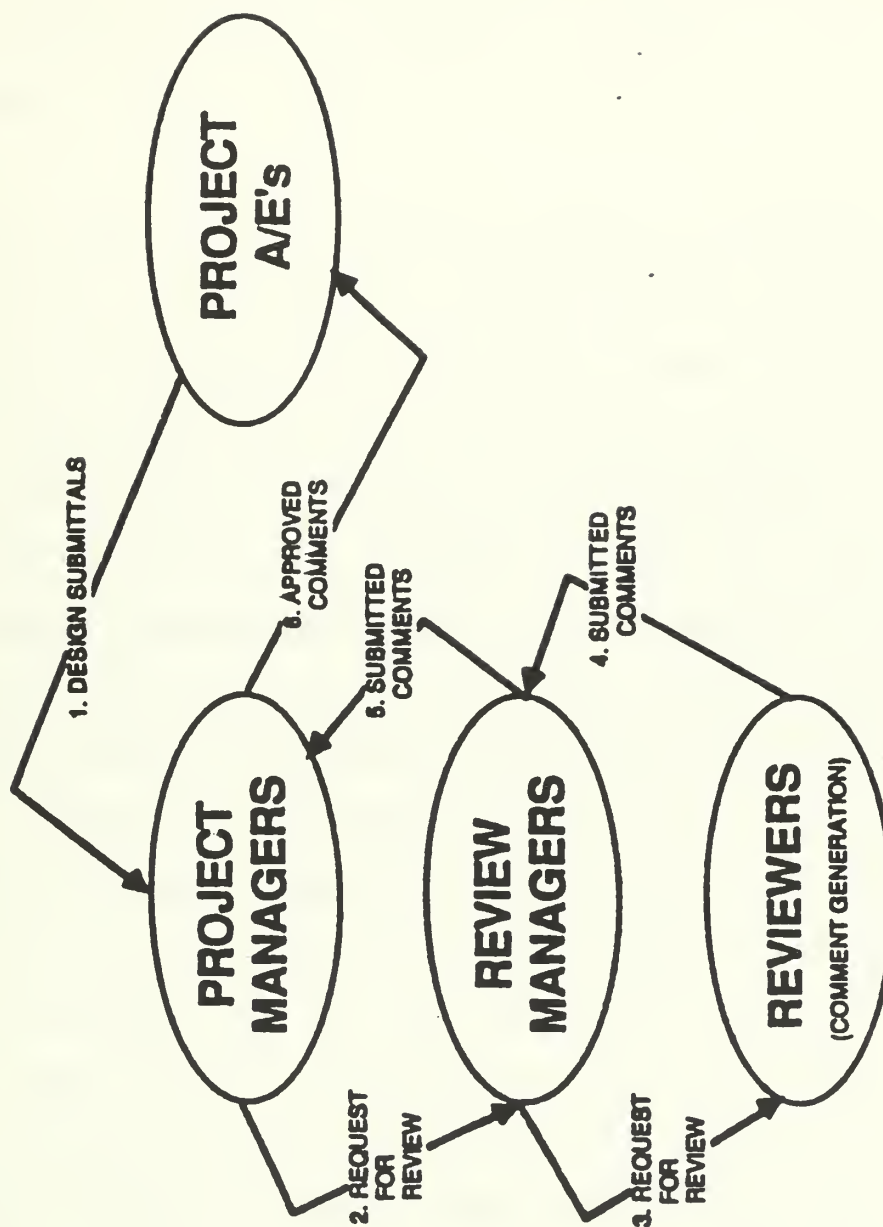 PROJECT
A/E's
1. DESIGN SUBMITTALS
PROJECT
MANAGERS
2. REQUEST
FOR
REVIEW
REVIEW
MANAGERS
3. REQUEST
FOR
REVIEW
REVIEWERS
(COMMENT GENERATION)
4. SUBMITTED
COMMENTS
5. SUBMITTED
COMMENTS
6. APPROVED
COMMENTS